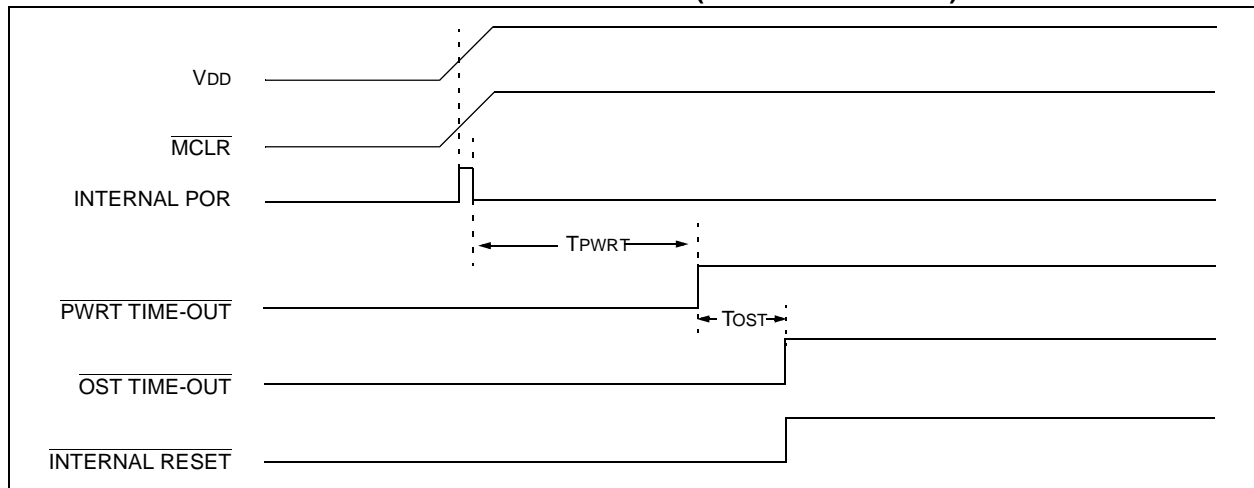 VDD
MCLR
INTERNAL POR
TPWRT
PWRT TIME-OUT
TOST
OST TIME-OUT
INTERNAL RESET